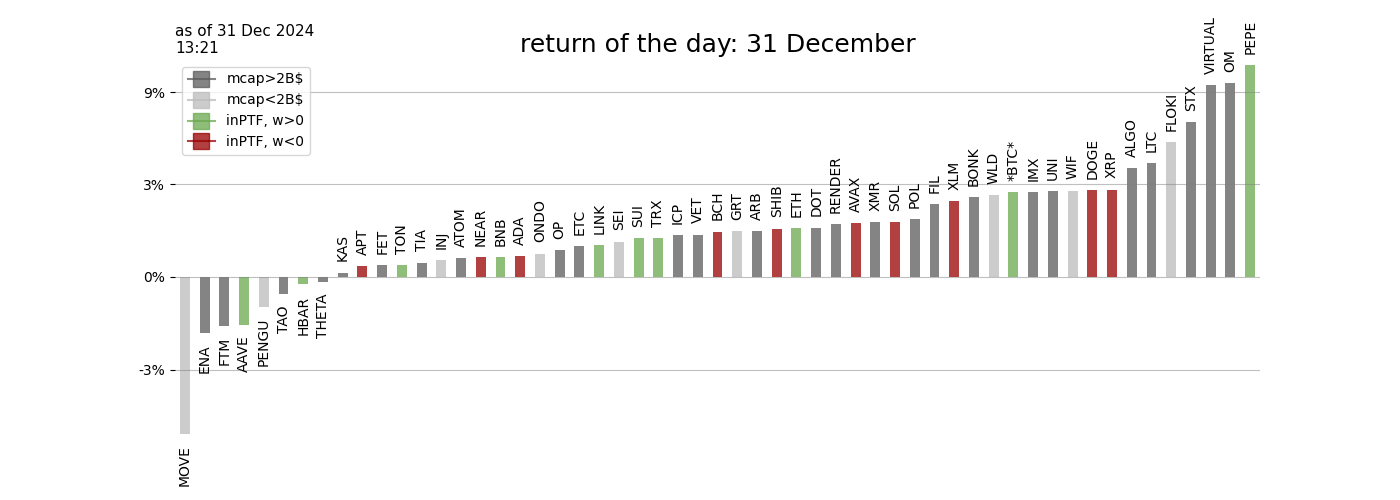 as of 31 Dec 2024
13:21
return of the day: 31 December
mcap>2B$
mcap<2B$
inPTF, w>0
inPTF, w<0
9%
3%
0%
-3%
MOVE
ENA
FTM
AAVE
PENGU
TAO
HBAR
THETA
KAS
APT
FET
TON
TIA
INJ
ATOM
NEAR
BNB
ADA
ONDO
OP
ETC
LINK
SEI
SUI
TRX
ICP
VET
BCH
GRT
ARB
SHIB
ETH
DOT
RENDER
AVAX
XMR
SOL
POL
FIL
XLM
BONK
WLD
*BTC*
IMX
UNI
WIF
DOGE
XRP
ALGO
LTC
FLOKI
STX
VIRTUAL
OM
PEPE